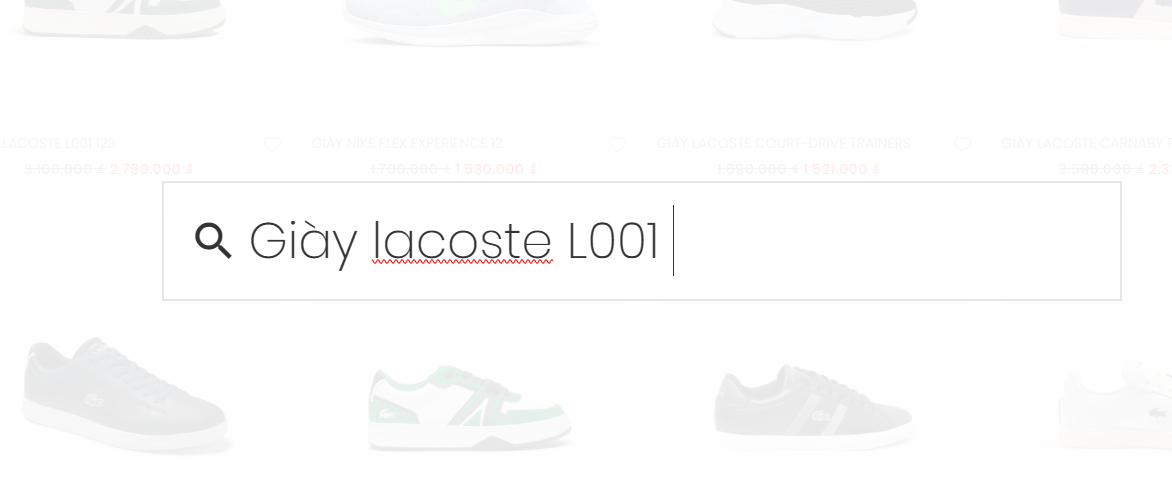 LACOSTE L001 123
GIÀY NIKE FLEX EXPERIENCE 12
GIÀY LACOSTE COURT-DRIVE TRAINERS
GIÀY LACOSTE CARNABY
3.100.000 ₫ 2.790.000 ₫
1.700.000 ₫ 1.530.000 ₫
1.690.000 ₫ 1.521.000 ₫
2.590.000 ₫ 2.3
Giày lacoste L001